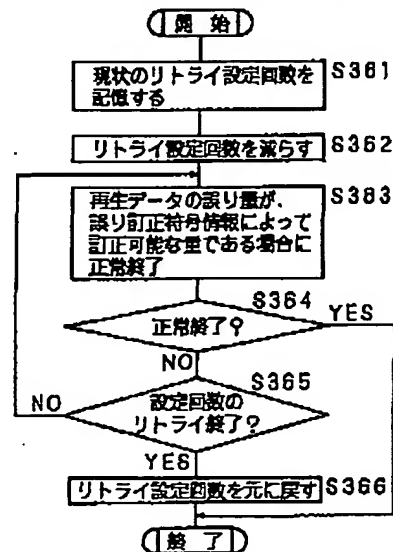 開 始
現状のリトライ設定回数を S361
記憶する
リトライ設定回数を減らす S362
再生データの誤り量が、 S383
誤り訂正符号情報によって
訂正可能な量である場合に
正常終了
S364
正常終了? YES
NO
S365
NO 設定回数の
リトライ終了?
YES
リトライ設定回数を元に戻す S366
終 了